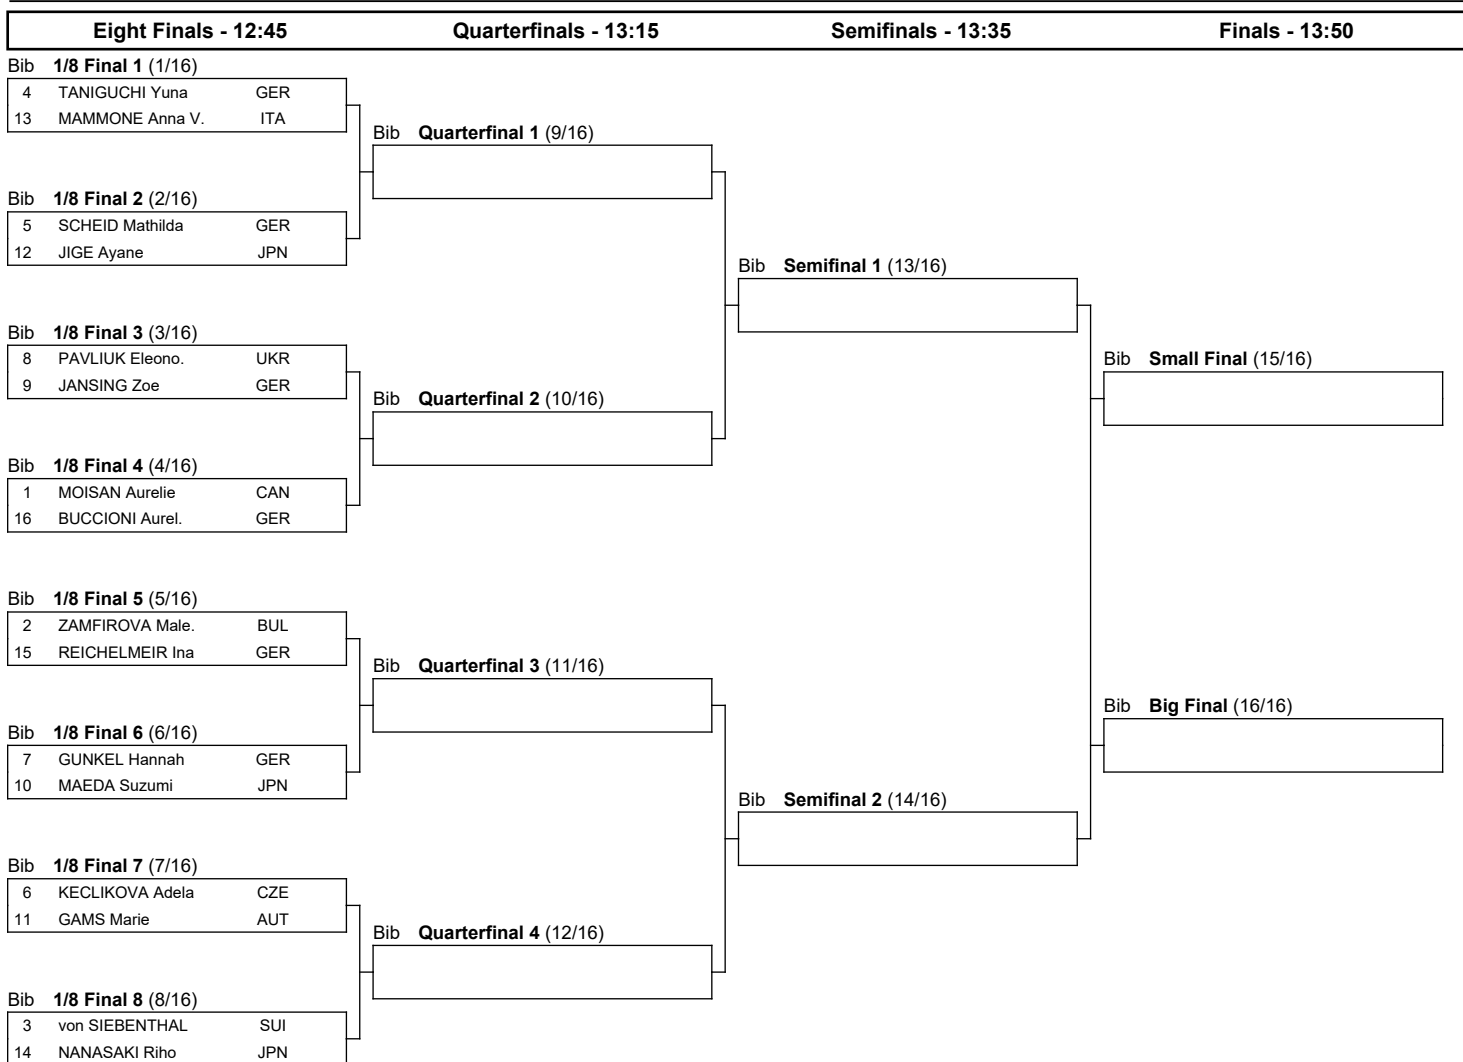 Eight Finals - 12:45 Quarterfinals - 13:15 Semifinals - 13:35 Finals - 13:50
Bib 1/8 Final 1 (1/16)
4 TANIGUCHI Yuna GER
13 MAMMONE Anna V. ITA
Bib Quarterfinal 1 (9/16)
Bib 1/8 Final 2 (2/16)
5 SCHEID Mathilda GER
12 JIGE Ayane JPN
Bib Semifinal 1 (13/16)
Bib 1/8 Final 3 (3/16)
8 PAVLIUK Eleono. UKR
9 JANSING Zoe GER
Bib Small Final (15/16)
Bib Quarterfinal 2 (10/16)
Bib 1/8 Final 4 (4/16)
1 MOISAN Aurelie CAN
16 BUCCIONI Aurel. GER
Bib 1/8 Final 5 (5/16)
2 ZAMFIROVA Male. BUL
15 REICHELMEIR Ina GER
Bib Quarterfinal 3 (11/16)
Bib Big Final (16/16)
Bib 1/8 Final 6 (6/16)
7 GUNKEL Hannah GER
10 MAEDA Suzumi JPN
Bib Semifinal 2 (14/16)
Bib 1/8 Final 7 (7/16)
6 KECLIKOVA Adela CZE
11 GAMS Marie AUT
Bib Quarterfinal 4 (12/16)
Bib 1/8 Final 8 (8/16)
3 von SIEBENTHAL SUI
14 NANASAKI Riho JPN